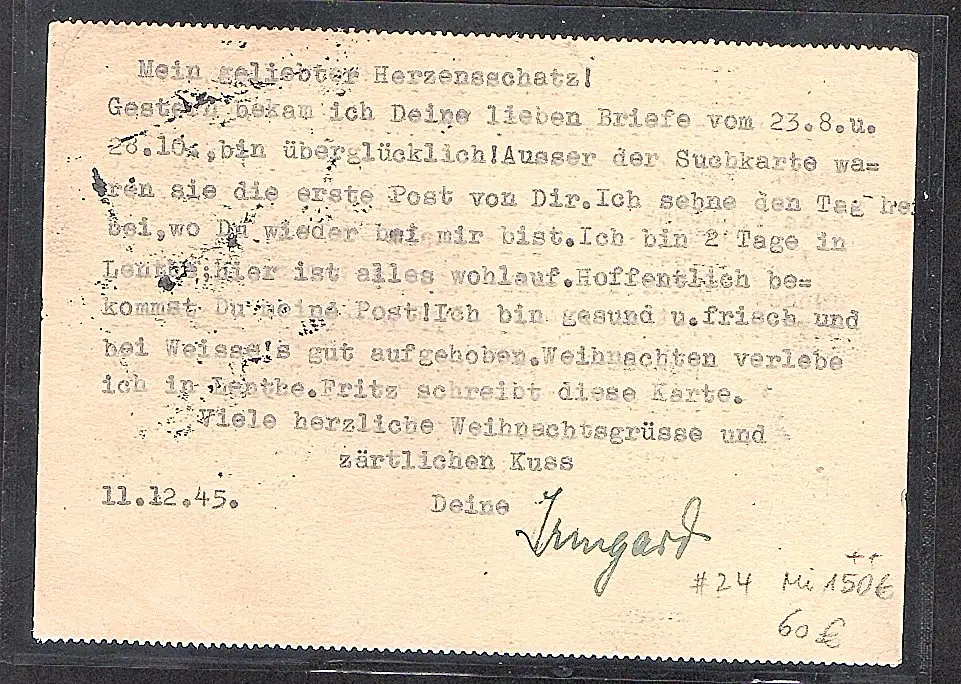 Mein geliebter Herzensschatz!
Gestern bekam ich Deine lieben Briefe vom 23.8.u.
28.10.,bin überglücklich!Ausser der Suchkarte wa=
ren sie die erste Post von Dir.Ich sehne den Tag he
bei,wo Du wieder bei mir bist.Ich bin 2 Tage in
Lenthe;hier ist alles wohlauf.Hoffentlich be=
kommst Du meine Post!Ich bin gesund u.frisch und
bei Weisse's gut aufgehoben.Weihnachten verlebe
ich in Lenthe.Fritz schreibt diese Karte.
Viele herzliche Weihnachtsgrüsse und
zärtlichen Kuss
11.12.45. Deine Irmgard
++
#24 Mi 150€
60 €